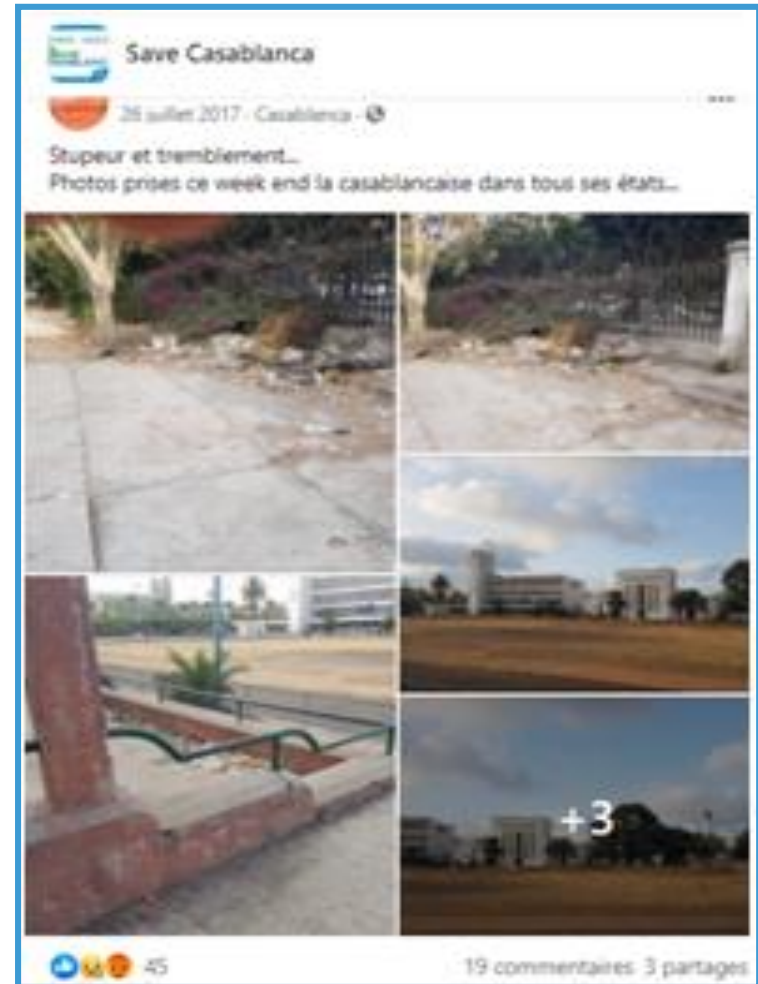 Save Casablanca
26 juillet 2017 · Casablanca ·
Stupeur et tremblement...
Photos prises ce week end la casablancaise dans tous ses états...
+3
45
19 commentaires 3 partages